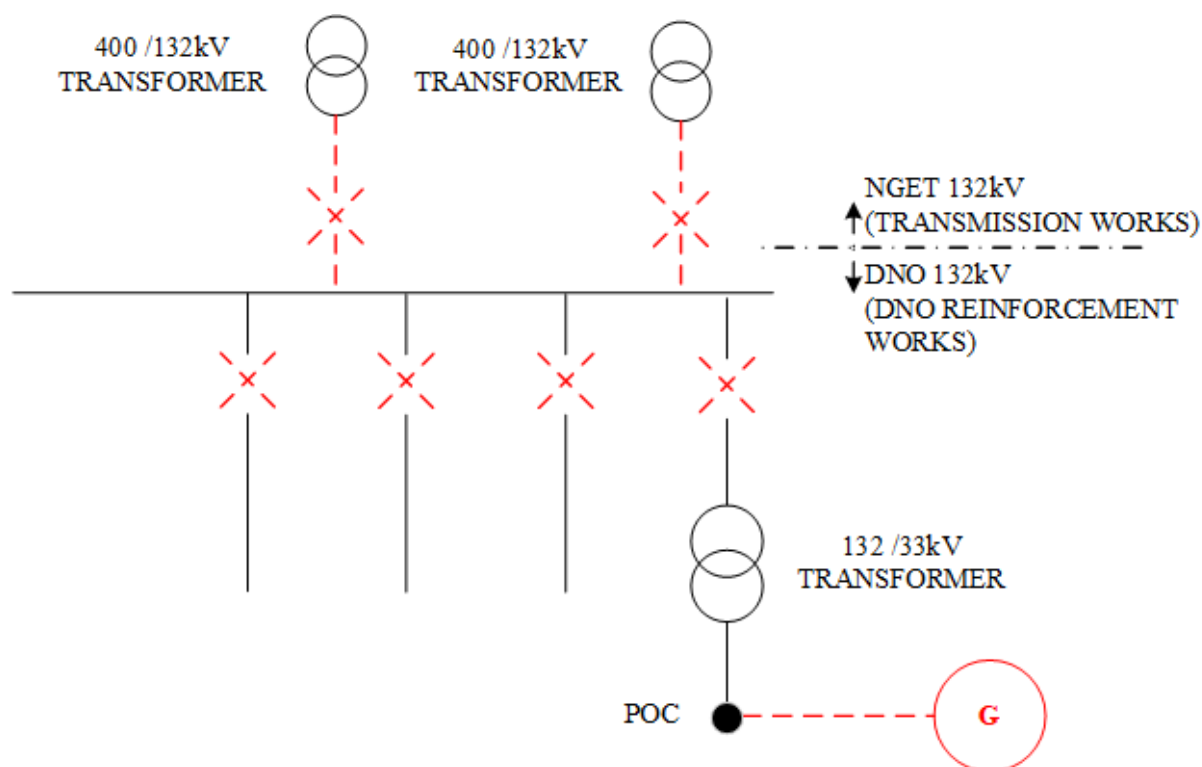 400 /132kV
TRANSFORMER
400 /132kV
TRANSFORMER
NGET 132kV
(TRANSMISSION WORKS)
DNO 132kV
(DNO REINFORCEMENT
WORKS)
132 /33kV
TRANSFORMER
POC
G